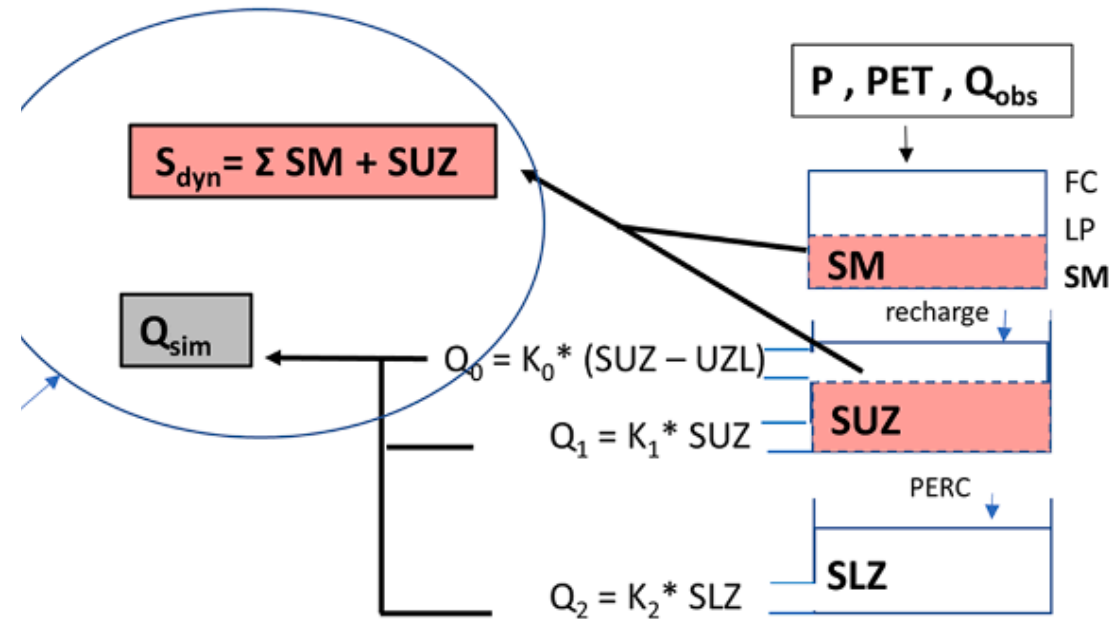 P , PET , Qobs
Sdyn= Σ SM + SUZ
FC
LP
SM
SM
recharge
Qsim
Q0 = K0* (SUZ – UZL)
SUZ
Q1 = K1* SUZ
PERC
SLZ
Q2 = K2* SLZ